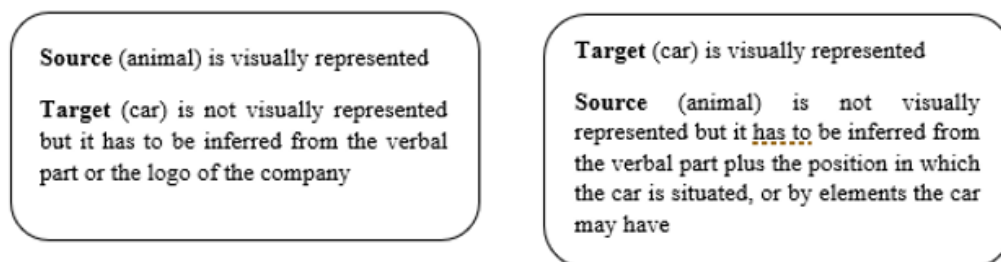 Source (animal) is visually represented
Target (car) is not visually represented
but it has to be inferred from the verbal
part or the logo of the company
Target (car) is visually represented
Source (animal) is not visually
represented but it has to be inferred from
the verbal part plus the position in which
the car is situated, or by elements the car
may have